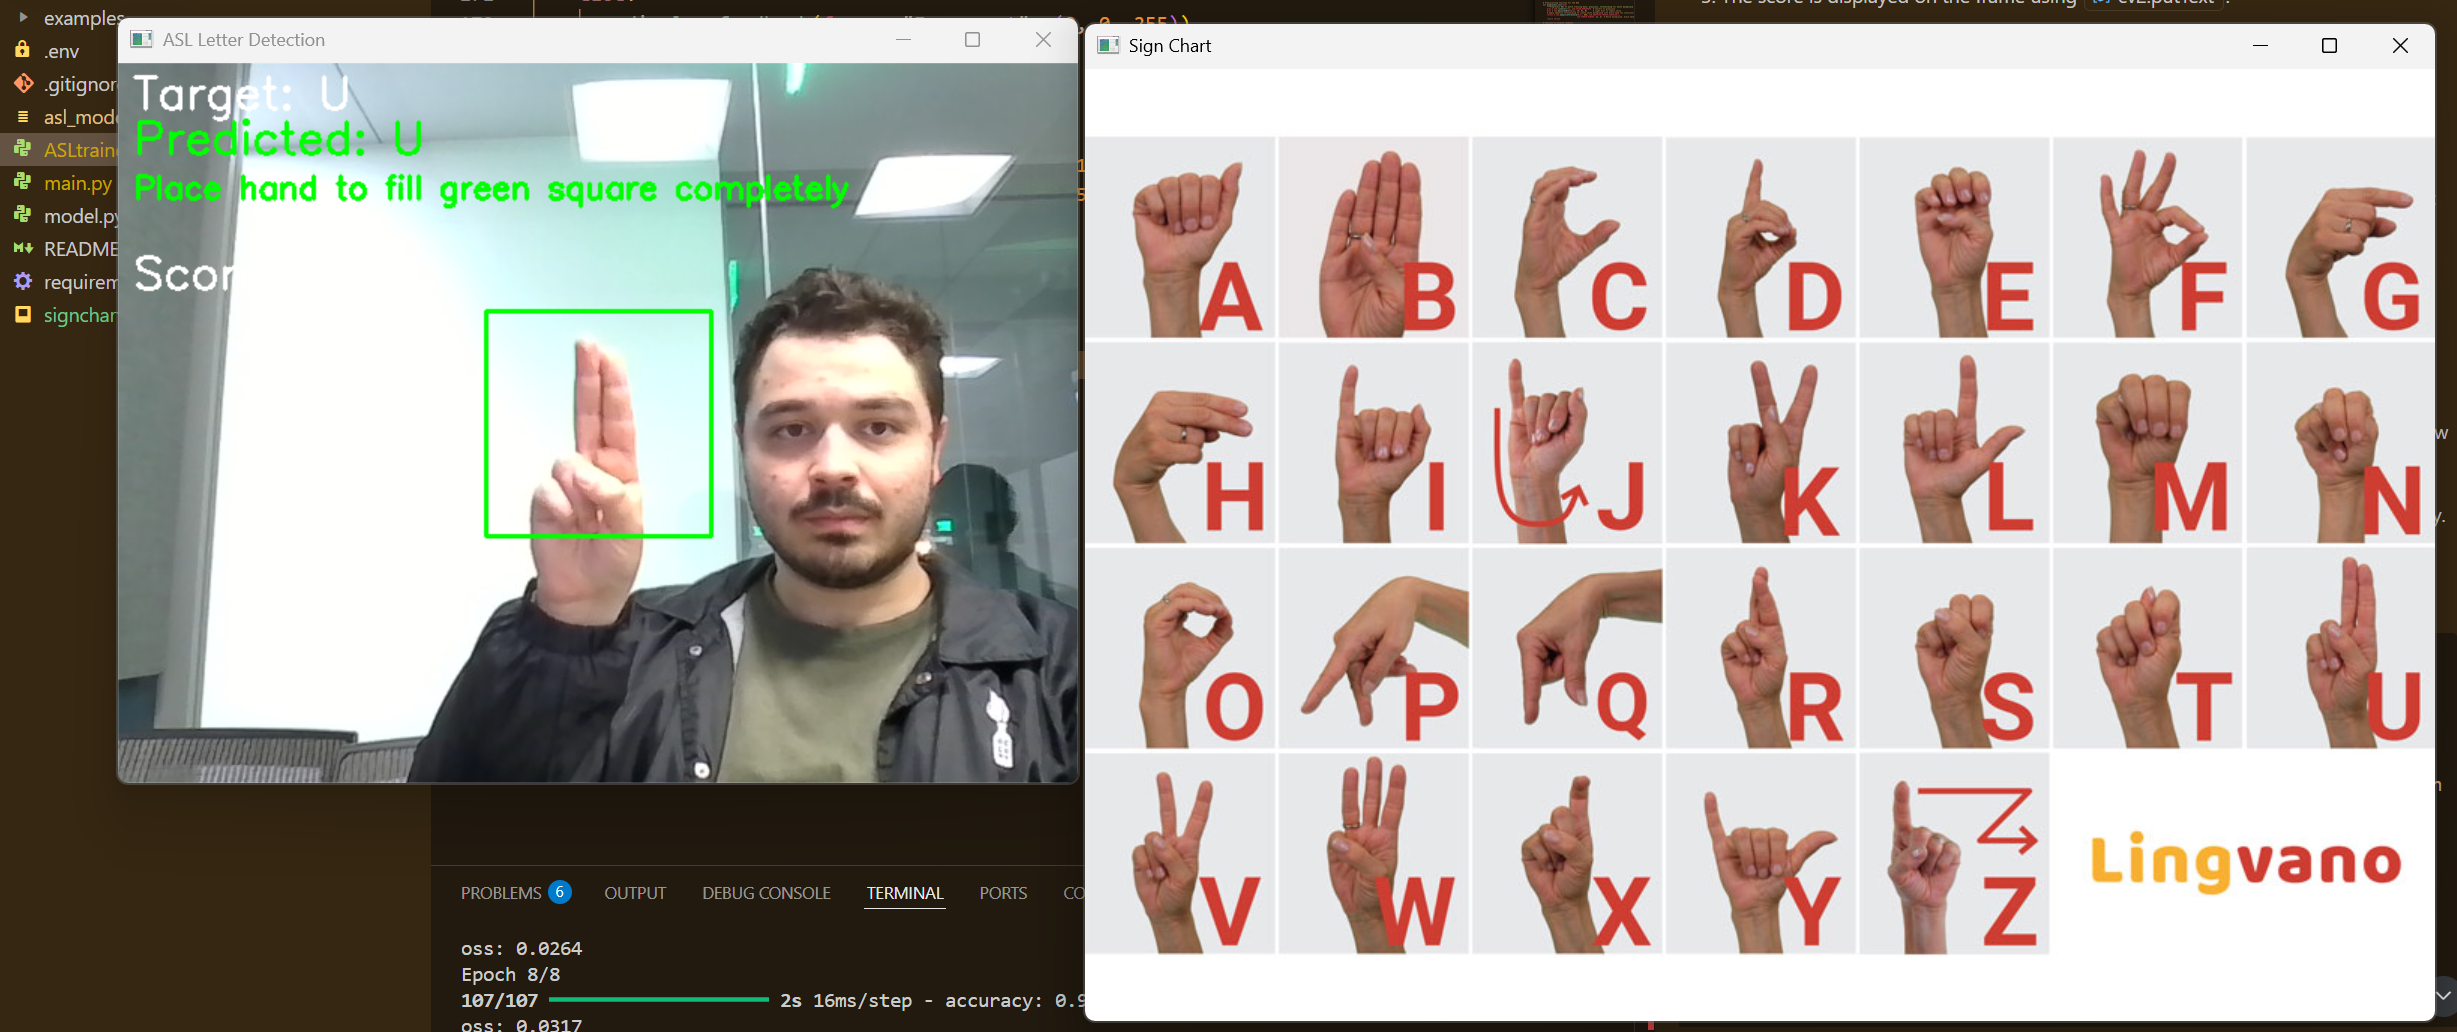 examples
.env
.gitignor
asl_mode
ASLtrain
main.py
model.py
README
requirem
signchar
ASL Letter Detection
Target: U
Predicted: U
Place hand to fill green square completely
Scor
Sign Chart
A B C D E F G
H I J K L M N
O P Q R S T U
V W X Y Z
Lingvano
PROBLEMS 6 OUTPUT DEBUG CONSOLE TERMINAL PORTS CO
oss: 0.0264
Epoch 8/8
107/107 2s 16ms/step - accuracy: 0.9
oss: 0.0317